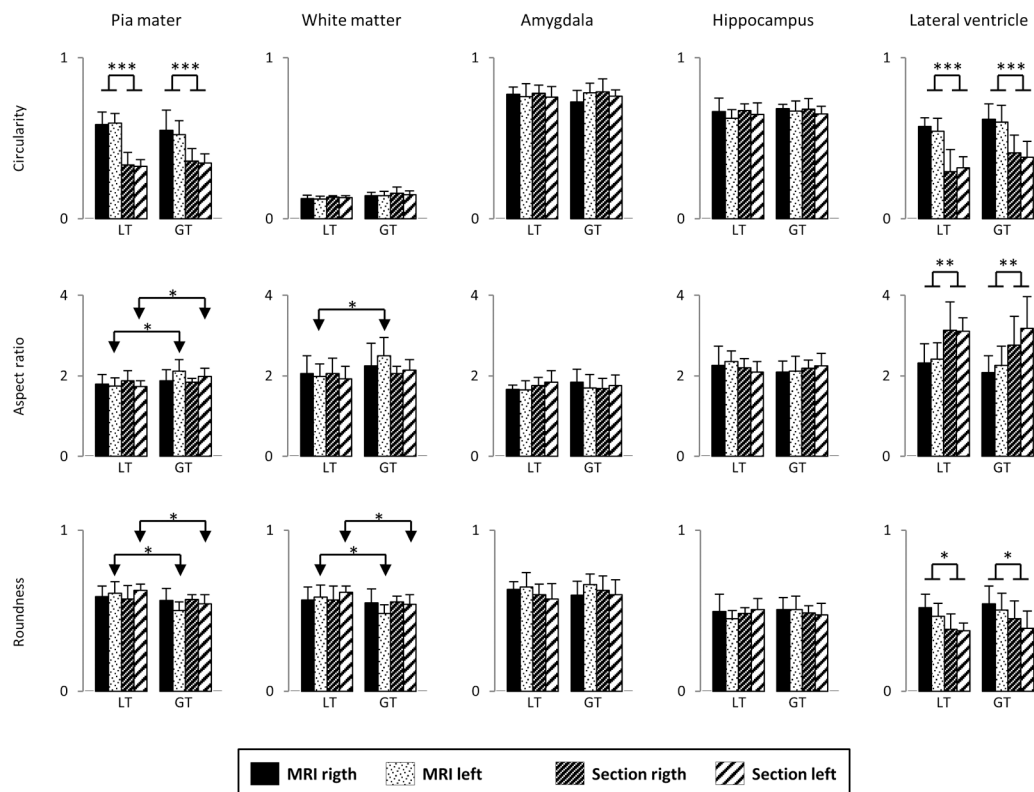 Pia mater White matter Amygdala Hippocampus Lateral ventricle
Circularity
1 *** *** 0 LT GT
1 0 LT GT
1 0 LT GT
1 0 LT GT
1 *** *** 0 LT GT
Aspect ratio
4 * * 2 0 LT GT
4 * 2 0 LT GT
4 2 0 LT GT
4 2 0 LT GT
4 ** ** 2 0 LT GT
Roundness
1 * * 0 LT GT
1 * * 0 LT GT
1 0 LT GT
1 0 LT GT
1 * * 0 LT GT
MRI rigth MRI left Section rigth Section left